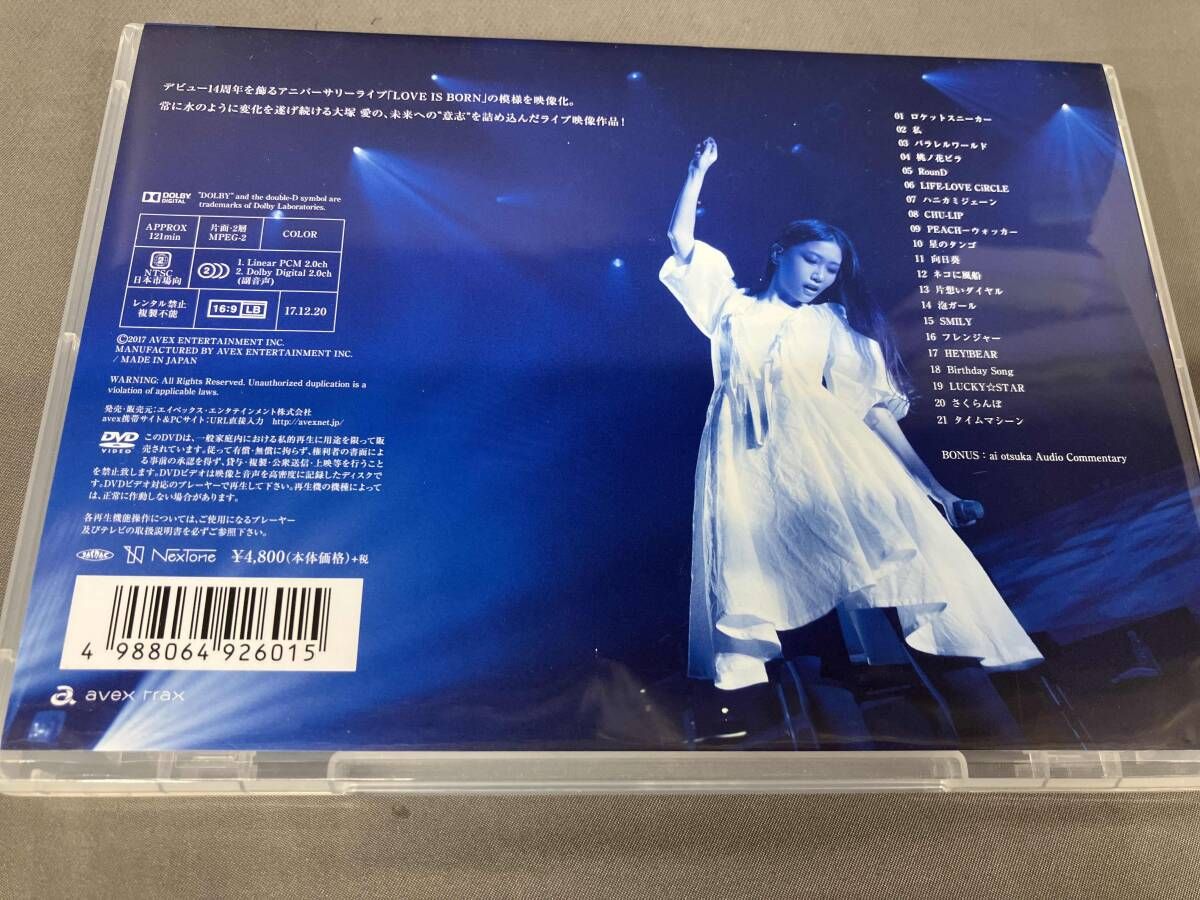 デビュー14周年を飾るアニバーサリーライブ「LOVE IS BORN」の模様を映像化。
常に水のように変化を遂げ続ける大塚 愛の、未来への"意志"を詰め込んだライブ映像作品！
DOLBY DIGITAL
"DOLBY" and the double-D symbol are
trademarks of Dolby Laboratories.
APPROX 121min
片面・2層 MPEG-2
COLOR
2
NTSC
日本市場向
2
1. Linear PCM 2.0ch
2. Dolby Digital 2.0ch
(副音声)
レンタル禁止
複製不能
16:9 LB
17.12.20
©2017 AVEX ENTERTAINMENT INC.
MANUFACTURED BY AVEX ENTERTAINMENT INC.
/ MADE IN JAPAN
WARNING: All Rights Reserved. Unauthorized duplication is a
violation of applicable laws.
発売・販売元：エイベックス・エンタテインメント株式会社
avex携帯サイト&PCサイト：URL直接入力 http://avexnet.jp/
DVD VIDEO
このDVDは、一般家庭内における私的再生に用途を限って販
売されています。従って有償・無償に拘らず、権利者の書面によ
る事前の承認を得ず、貸与・複製・公衆送信・上映等を行うこと
を禁止致します。DVDビデオは映像と音声を高密度に記録したディスクで
す。DVDビデオ対応のプレーヤーで再生して下さい。再生機の機種によって
は、正常に作動しない場合があります。
各再生機能操作については、ご使用になるプレーヤー
及びテレビの取扱説明書を必ずご参照下さい。
JASRAC
NexTone
¥4,800(本体価格)+税
4 988064 926015
a. avex trax
01 ロケットスニーカー
02 私
03 パラレルワールド
04 桃ノ花ビラ
05 RounD
06 LIFE-LOVE CiRCLE
07 ハニカミジェーン
08 CHU-LIP
09 PEACHーウォッカー
10 星のタンゴ
11 向日葵
12 ネコに風船
13 片想いダイヤル
14 泡ガール
15 SMILY
16 フレンジャー
17 HEY!BEAR
18 Birthday Song
19 LUCKY☆STAR
20 さくらんぼ
21 タイムマシーン
BONUS：ai otsuka Audio Commentary